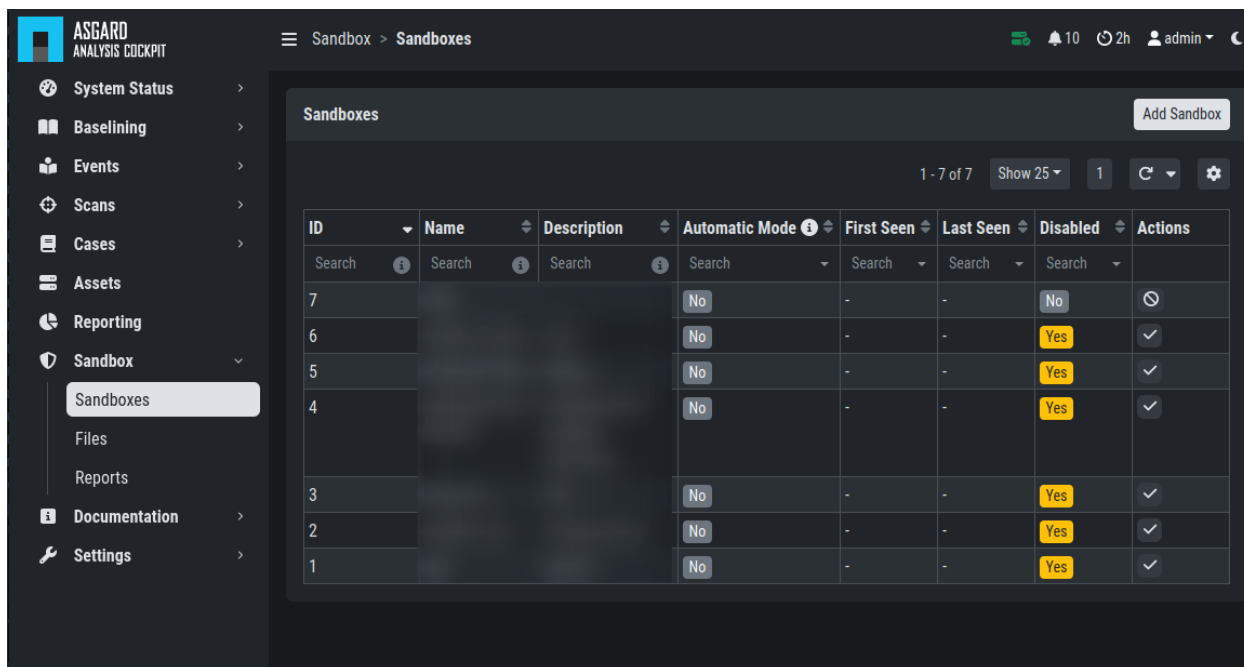 ASGARD
ANALYSIS COCKPIT
Sandbox > Sandboxes
10 2h admin
System Status
Baselining
Events
Scans
Cases
Assets
Reporting
Sandbox
Sandboxes
Files
Reports
Documentation
Settings
Sandboxes Add Sandbox
1 - 7 of 7 Show 25 1
ID Name Description Automatic Mode First Seen Last Seen Disabled Actions
Search Search Search Search Search Search Search
7 No - - No
6 No - - Yes
5 No - - Yes
4 No - - Yes
3 No - - Yes
2 No - - Yes
1 No - - Yes